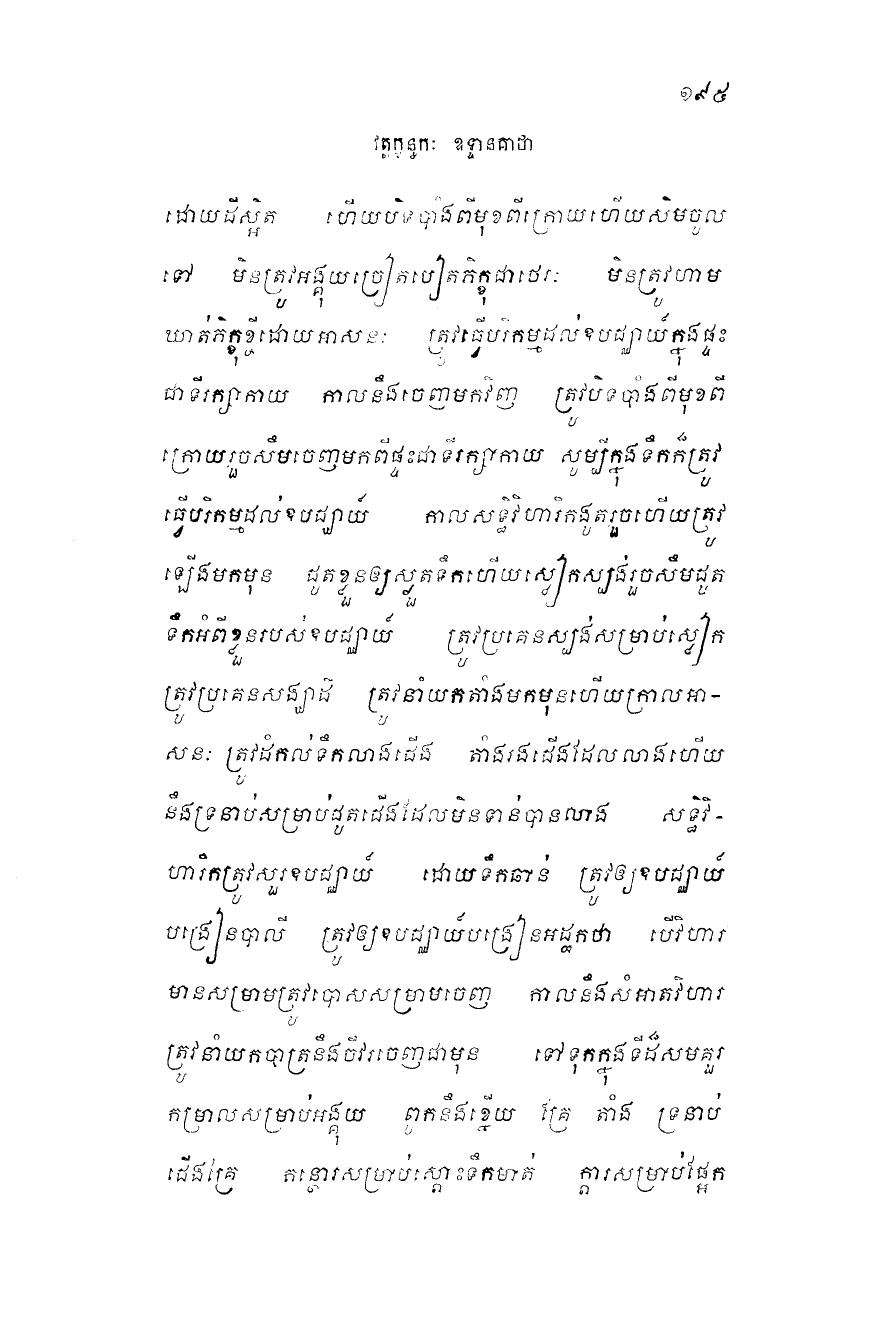 ១៩៥
វត្តក្ខន្ធកៈ ឧទ្ទានគាថា
ដោយដីស្អិត ហើយបិទបាំងពីមុខពីក្រោយហើយសឹមចូល
ទៅ មិនត្រូវអង្គុយច្រៀតបៀតភិក្ខុជាថេរៈ មិនត្រូវហាម
ឃាត់ភិក្ខុខ្ចីដោយអាសនៈ ត្រូវធ្វើបរិកម្មដល់ឧបជ្ឈាយ៍ក្នុងផ្ទះ
ជាទីរក្សាកាយ កាលនឹងចេញមកវិញ ត្រូវបិទបាំងពីមុខពី
ក្រោយរួចសឹមចេញមកពីផ្ទះជាទីរក្សាកាយ សូម្បីក្នុងទឹកក៏ត្រូវ
ធ្វើបរិកម្មដល់ឧបជ្ឈាយ៍ កាលសទ្ធិវិហារិកងូតរួចហើយត្រូវ
ឡើងមកមុន ជូតខ្លួនឲ្យស្ងួតទឹកហើយស្លៀកស្បង់រួចសឹមជូត
ទឹកអំពីខ្លួនរបស់ឧបជ្ឈាយ៍ ត្រូវប្រគេនស្បង់សម្រាប់ស្លៀក
ត្រូវប្រគេនសង្ឃាដិ ត្រូវនាំយកតាំងមកមុនហើយក្រាលអា-
សនៈ ត្រូវដំកល់ទឹកលាងជើង តាំងរងជើងដែលលាងហើយ
នឹងទ្រនាប់សម្រាប់ជូតជើងដែលមិនទាន់បានលាង សទ្ធិវិ-
ហារិកត្រូវសួរឧបជ្ឈាយ៍ ដោយទឹកឆាន់ ត្រូវឲ្យឧបជ្ឈាយ៍
បង្រៀនបាលី ត្រូវឲ្យឧបជ្ឈាយ៍បង្រៀនអដ្ឋកថា បើវិហារ
មានសម្រាមត្រូវបោសសម្រាមចេញ កាលនឹងសំអាតវិហារ
ត្រូវនាំយកបាត្រនឹងចីវរចេញជាមុន ទៅទុកក្នុងទីដ៏សមគួរ
កម្រាលសម្រាប់អង្គុយ ពូកនឹងខ្នើយ គ្រែ តាំង ទ្រនាប់
ជើងគ្រែ កន្ថោរសម្រាប់ស្តោះទឹកមាត់ ក្តារសម្រាប់ផ្អែក